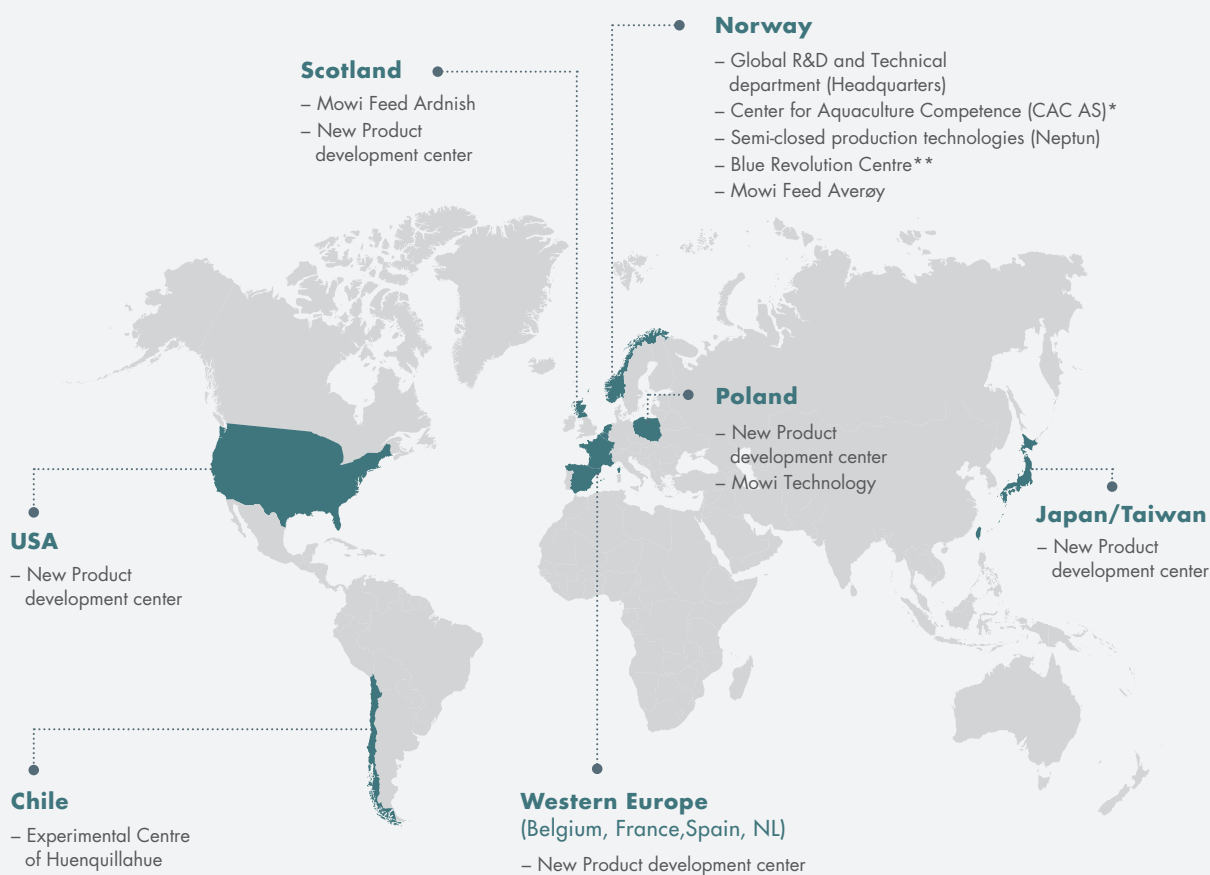 Norway
– Global R&D and Technical
department (Headquarters)
– Center for Aquaculture Competence (CAC AS)*
– Semi-closed production technologies (Neptun)
– Blue Revolution Centre**
– Mowi Feed Averøy
Scotland
– Mowi Feed Ardnish
– New Product
development center
Poland
– New Product
development center
– Mowi Technology
USA
– New Product
development center
Japan/Taiwan
– New Product
development center
Chile
– Experimental Centre
of Huenquillahue
Western Europe
(Belgium, France,Spain, NL)
– New Product development center